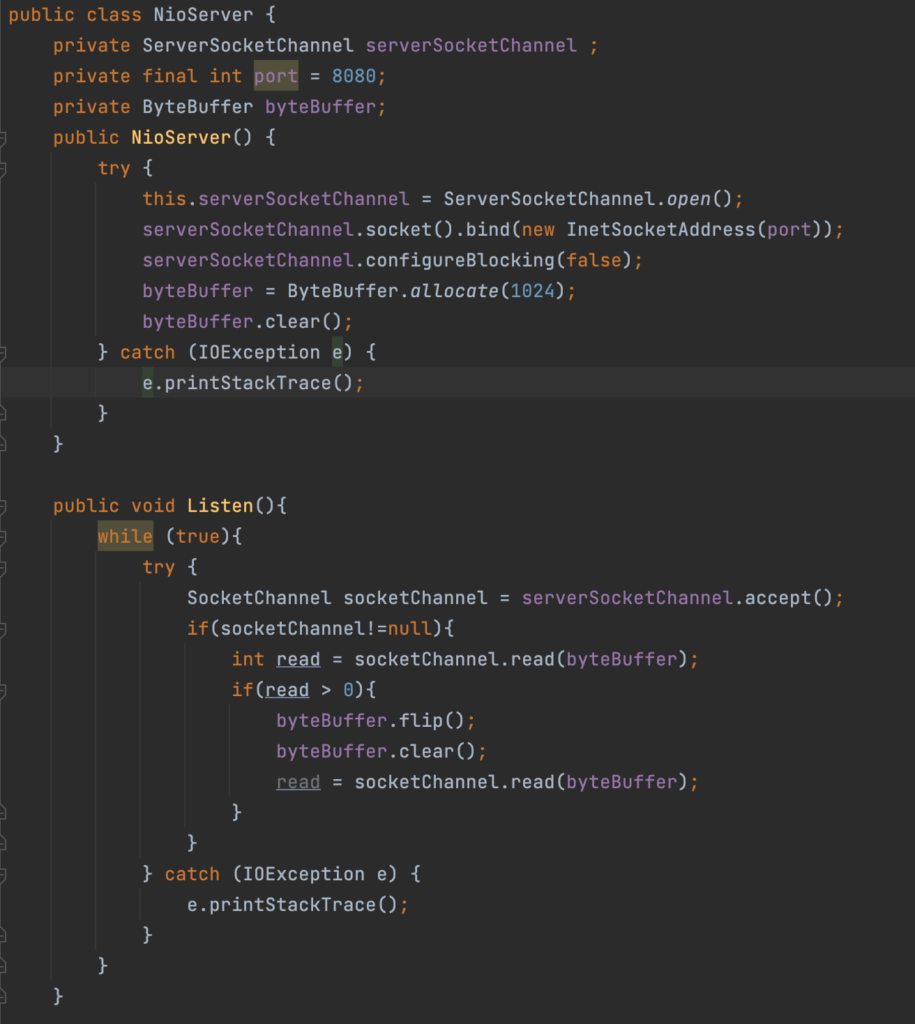 public class NioServer {
    private ServerSocketChannel serverSocketChannel ;
    private final int port = 8080;
    private ByteBuffer byteBuffer;
    public NioServer() {
        try {
            this.serverSocketChannel = ServerSocketChannel.open();
            serverSocketChannel.socket().bind(new InetSocketAddress(port));
            serverSocketChannel.configureBlocking(false);
            byteBuffer = ByteBuffer.allocate(1024);
            byteBuffer.clear();
        } catch (IOException e) {
            e.printStackTrace();
        }
    }

    public void Listen(){
        while (true){
            try {
                SocketChannel socketChannel = serverSocketChannel.accept();
                if(socketChannel!=null){
                    int read = socketChannel.read(byteBuffer);
                    if(read > 0){
                        byteBuffer.flip();
                        byteBuffer.clear();
                        read = socketChannel.read(byteBuffer);
                    }
                }
            } catch (IOException e) {
                e.printStackTrace();
            }
        }
    }